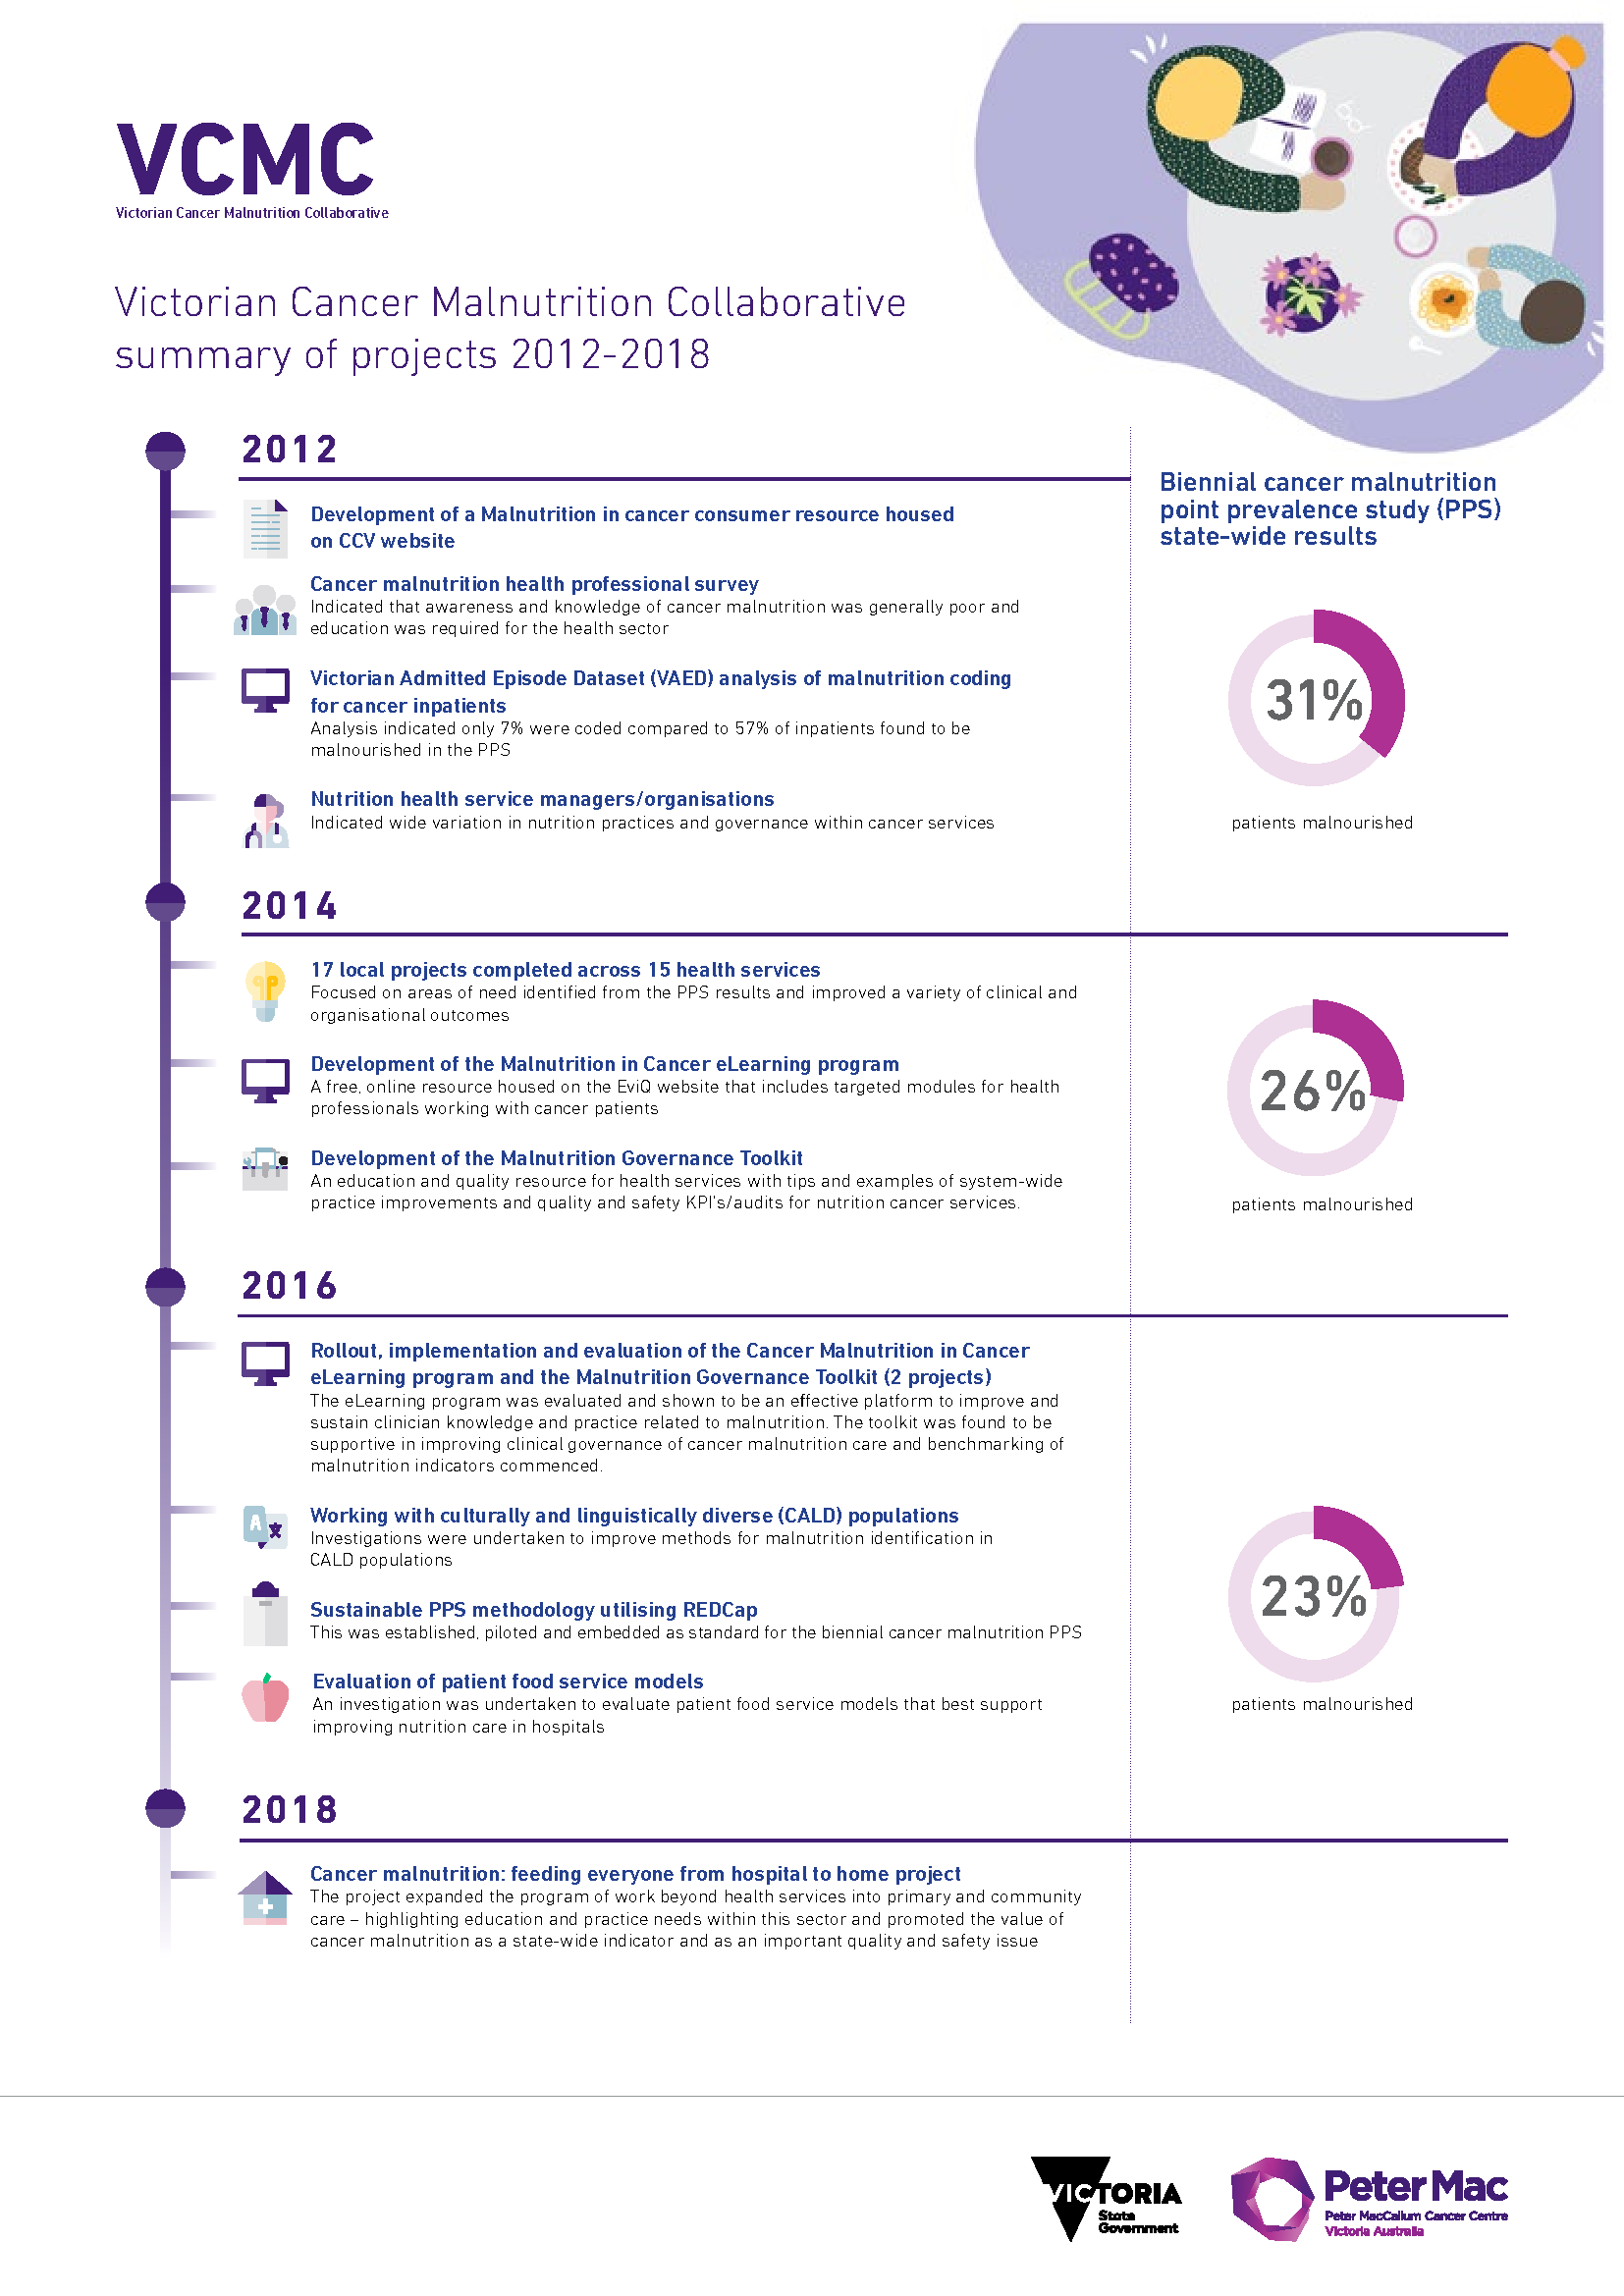 VCMC
Victorian Cancer Malnutrition Collaborative
Victorian Cancer Malnutrition Collaborative
summary of projects 2012-2018
2012
Development of a Malnutrition in cancer consumer resource housed
on CCV website
Cancer malnutrition health professional survey
Indicated that awareness and knowledge of cancer malnutrition was generally poor and
education was required for the health sector
Victorian Admitted Episode Dataset (VAED) analysis of malnutrition coding
for cancer inpatients
Analysis indicated only 7% were coded compared to 57% of inpatients found to be
malnourished in the PPS
Nutrition health service managers/organisations
Indicated wide variation in nutrition practices and governance within cancer services
Biennial cancer malnutrition
point prevalence study (PPS)
state-wide results
31%
patients malnourished
2014
17 local projects completed across 15 health services
Focused on areas of need identified from the PPS results and improved a variety of clinical and
organisational outcomes
Development of the Malnutrition in Cancer eLearning program
A free, online resource housed on the EviQ website that includes targeted modules for health
professionals working with cancer patients
Development of the Malnutrition Governance Toolkit
An education and quality resource for health services with tips and examples of system-wide
practice improvements and quality and safety KPI's/audits for nutrition cancer services.
26%
patients malnourished
2016
Rollout, implementation and evaluation of the Cancer Malnutrition in Cancer
eLearning program and the Malnutrition Governance Toolkit (2 projects)
The eLearning program was evaluated and shown to be an effective platform to improve and
sustain clinician knowledge and practice related to malnutrition. The toolkit was found to be
supportive in improving clinical governance of cancer malnutrition care and benchmarking of
malnutrition indicators commenced.
A
Working with culturally and linguistically diverse (CALD) populations
Investigations were undertaken to improve methods for malnutrition identification in
CALD populations
Sustainable PPS methodology utilising REDCap
This was established, piloted and embedded as standard for the biennial cancer malnutrition PPS
Evaluation of patient food service models
An investigation was undertaken to evaluate patient food service models that best support
improving nutrition care in hospitals
23%
patients malnourished
2018
Cancer malnutrition: feeding everyone from hospital to home project
The project expanded the program of work beyond health services into primary and community
care – highlighting education and practice needs within this sector and promoted the value of
cancer malnutrition as a state-wide indicator and as an important quality and safety issue
VICTORIA
State
Government
Peter Mac
Peter MacCallum Cancer Centre
Victoria Australia